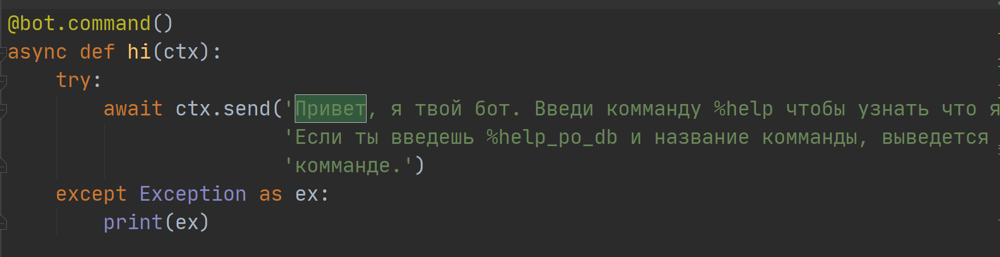 @bot.command()
async def hi(ctx):
try:
await ctx.send('Привет, я твой бот. Введи комманду %help чтобы узнать что я
'Если ты введешь %help_po_db и название комманды, выведется
'комманде.')
except Exception as ex:
print(ex)